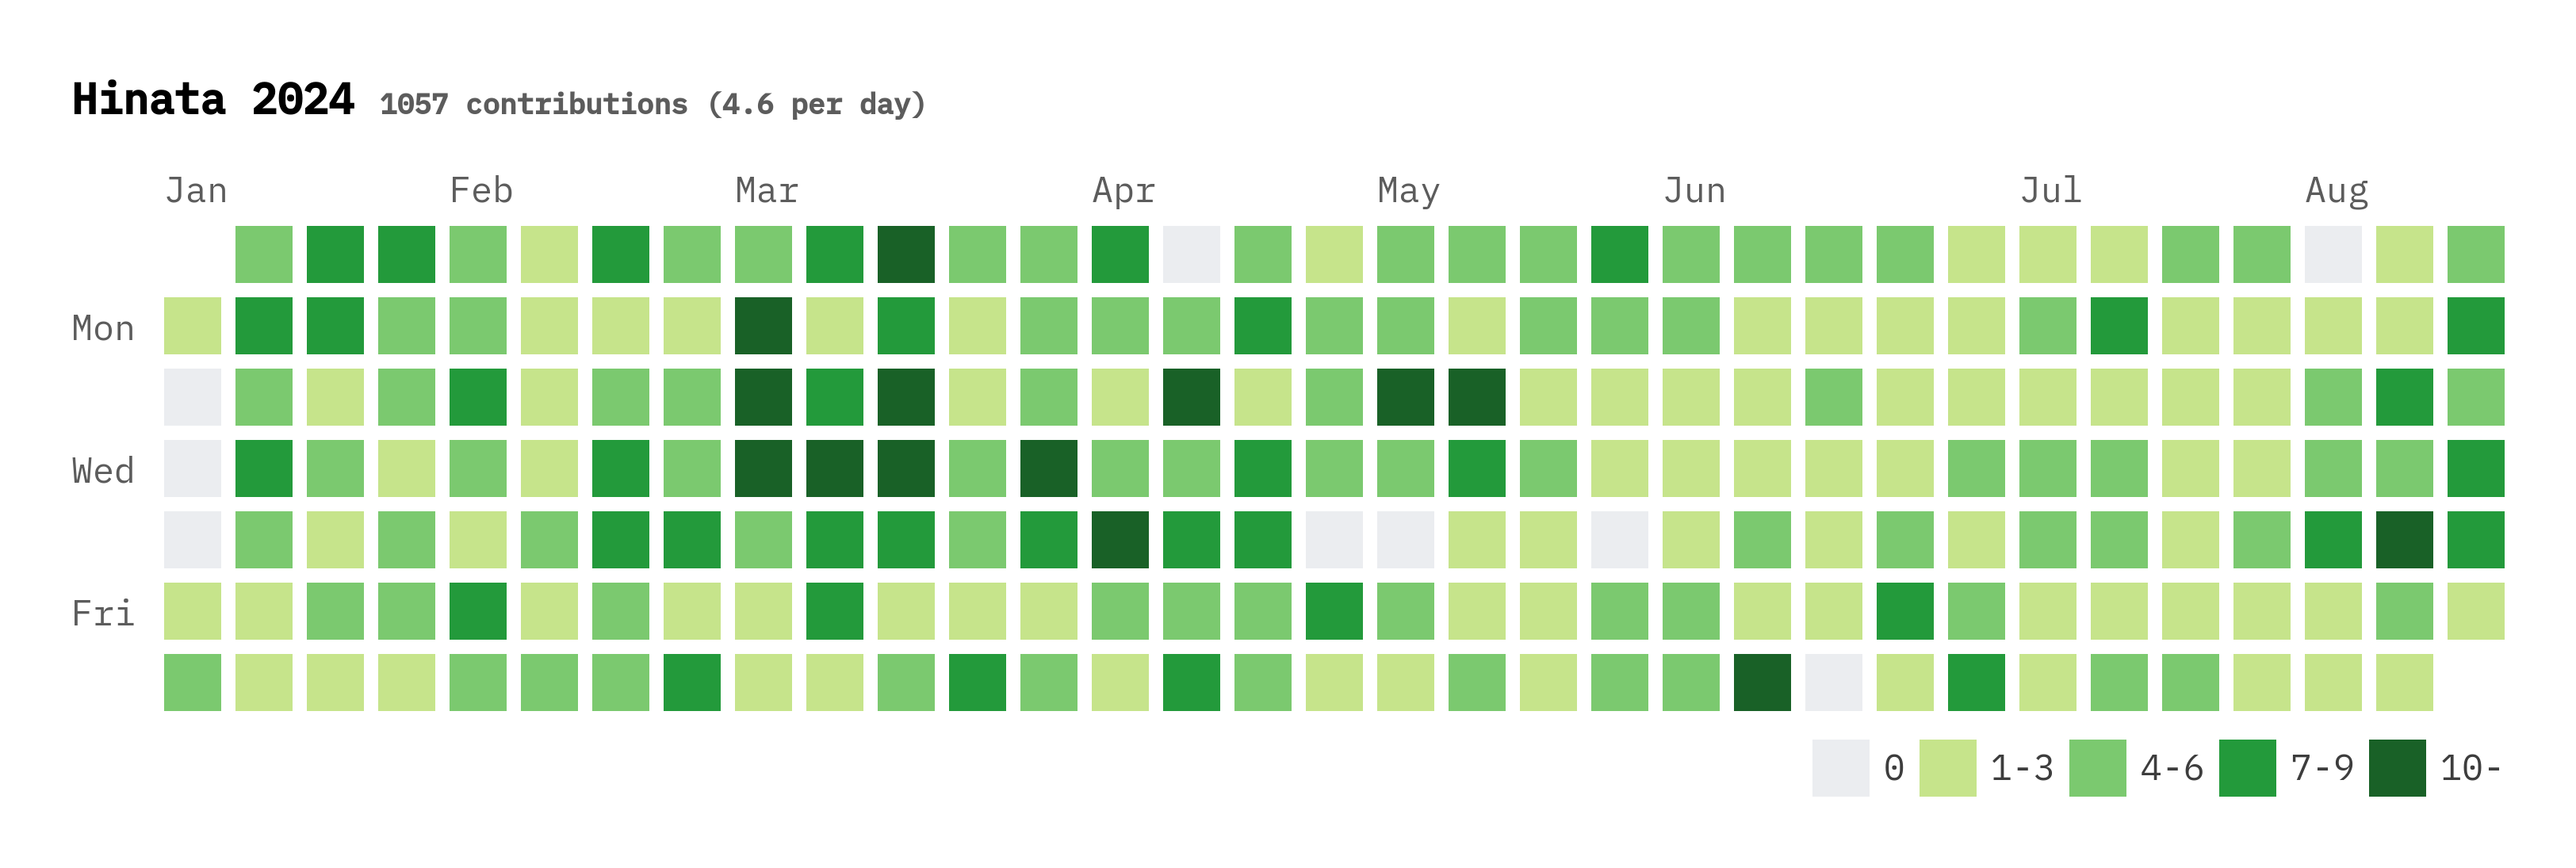 Hinata 2024 1057 contributions (4.6 per day)
Jan Feb Mar Apr May Jun Jul Aug
Mon
Wed
Fri
0 1-3 4-6 7-9 10-